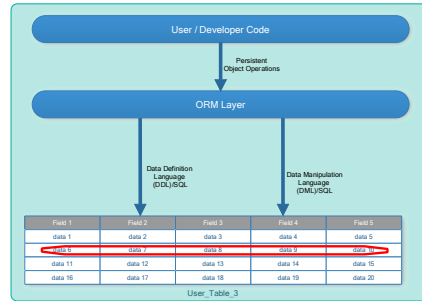 User / Developer Code
Persistent
Object Operations
ORM Layer
Data Definition
Language
(DDL)/SQL
Data Manipulation
Language
(DML)/SQL
Field 1 Field 2 Field 3 Field 4 Field 5
data 1 data 2 data 3 data 4 data 5
data 6 data 7 data 8 data 9 data 10
data 11 data 12 data 13 data 14 data 15
data 16 data 17 data 18 data 19 data 20
User_Table_3